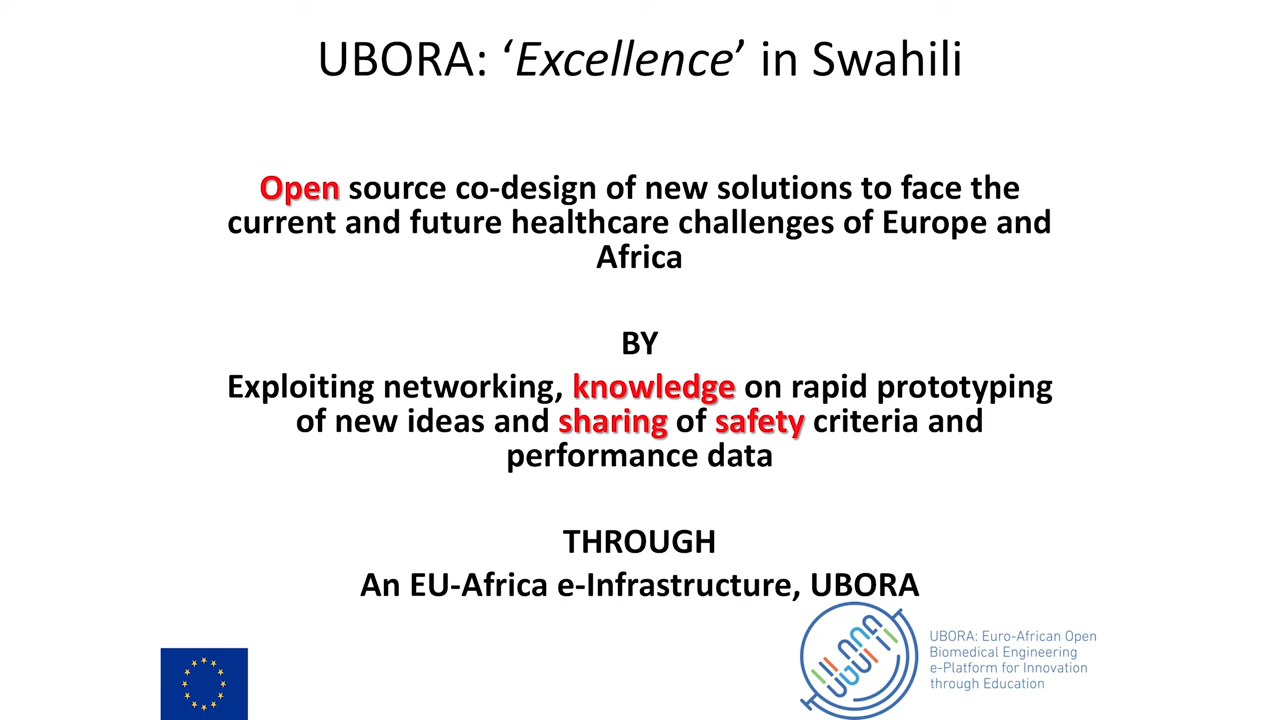 UBORA: ‘Excellence’ in Swahili
Open source co-design of new solutions to face the
current and future healthcare challenges of Europe and
Africa
BY
Exploiting networking, knowledge on rapid prototyping
of new ideas and sharing of safety criteria and
performance data
THROUGH
An EU-Africa e-Infrastructure, UBORA
UBORA: Euro-African Open
Biomedical Engineering
e-Platform for Innovation
through Education